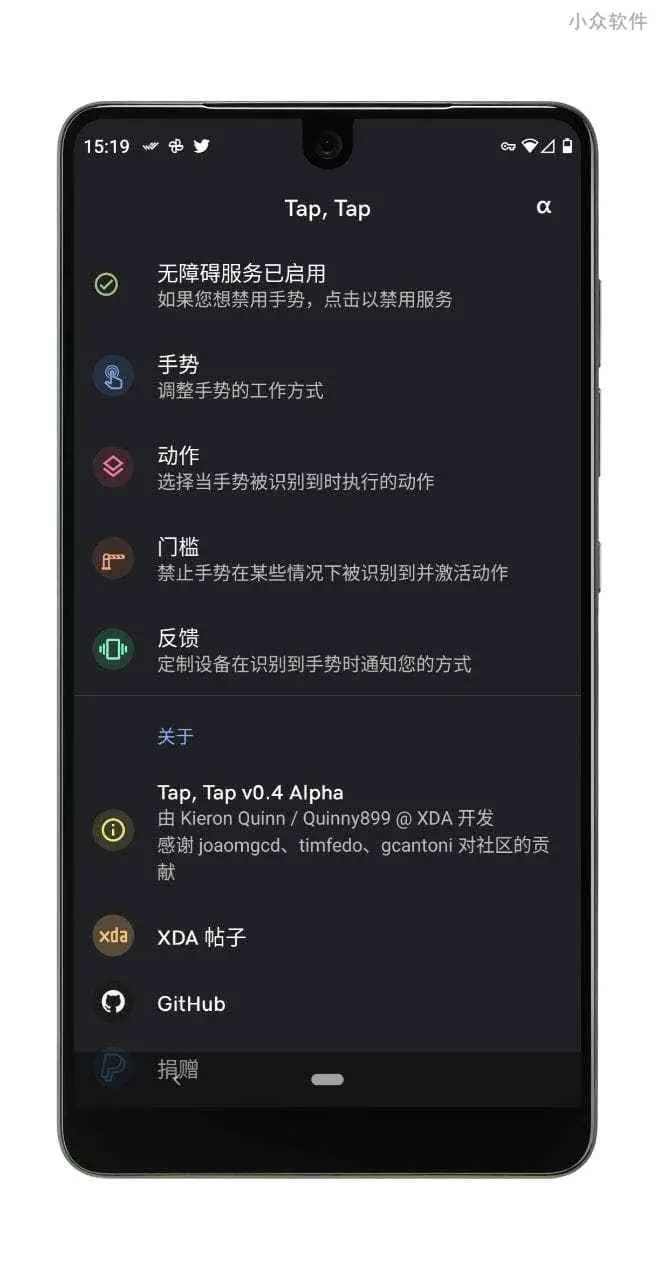 小众软件
15:19
Tap, Tap
α
无障碍服务已启用
如果您想禁用手势，点击以禁用服务
手势
调整手势的工作方式
动作
选择当手势被识别到时执行的动作
门槛
禁止手势在某些情况下被识别到并激活动作
反馈
定制设备在识别到手势时通知您的方式
关于
Tap, Tap v0.4 Alpha
由 Kieron Quinn / Quinny899 @ XDA 开发
感谢 joaomgcd、timfedo、gcantoni 对社区的贡
献
xda
XDA 帖子
GitHub
捐赠